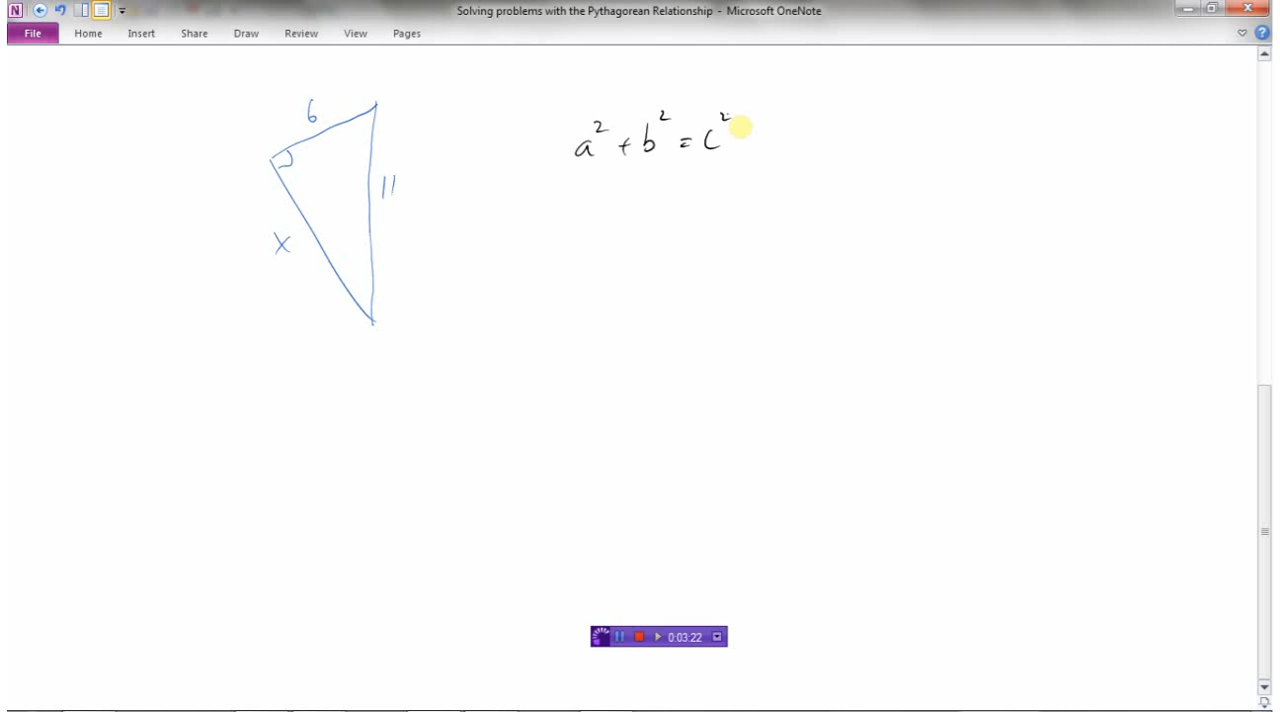 Solving problems with the Pythagorean Relationship - Microsoft OneNote
File Home Insert Share Draw Review View Pages
6
a² + b² = c²
11
x
0:03:22